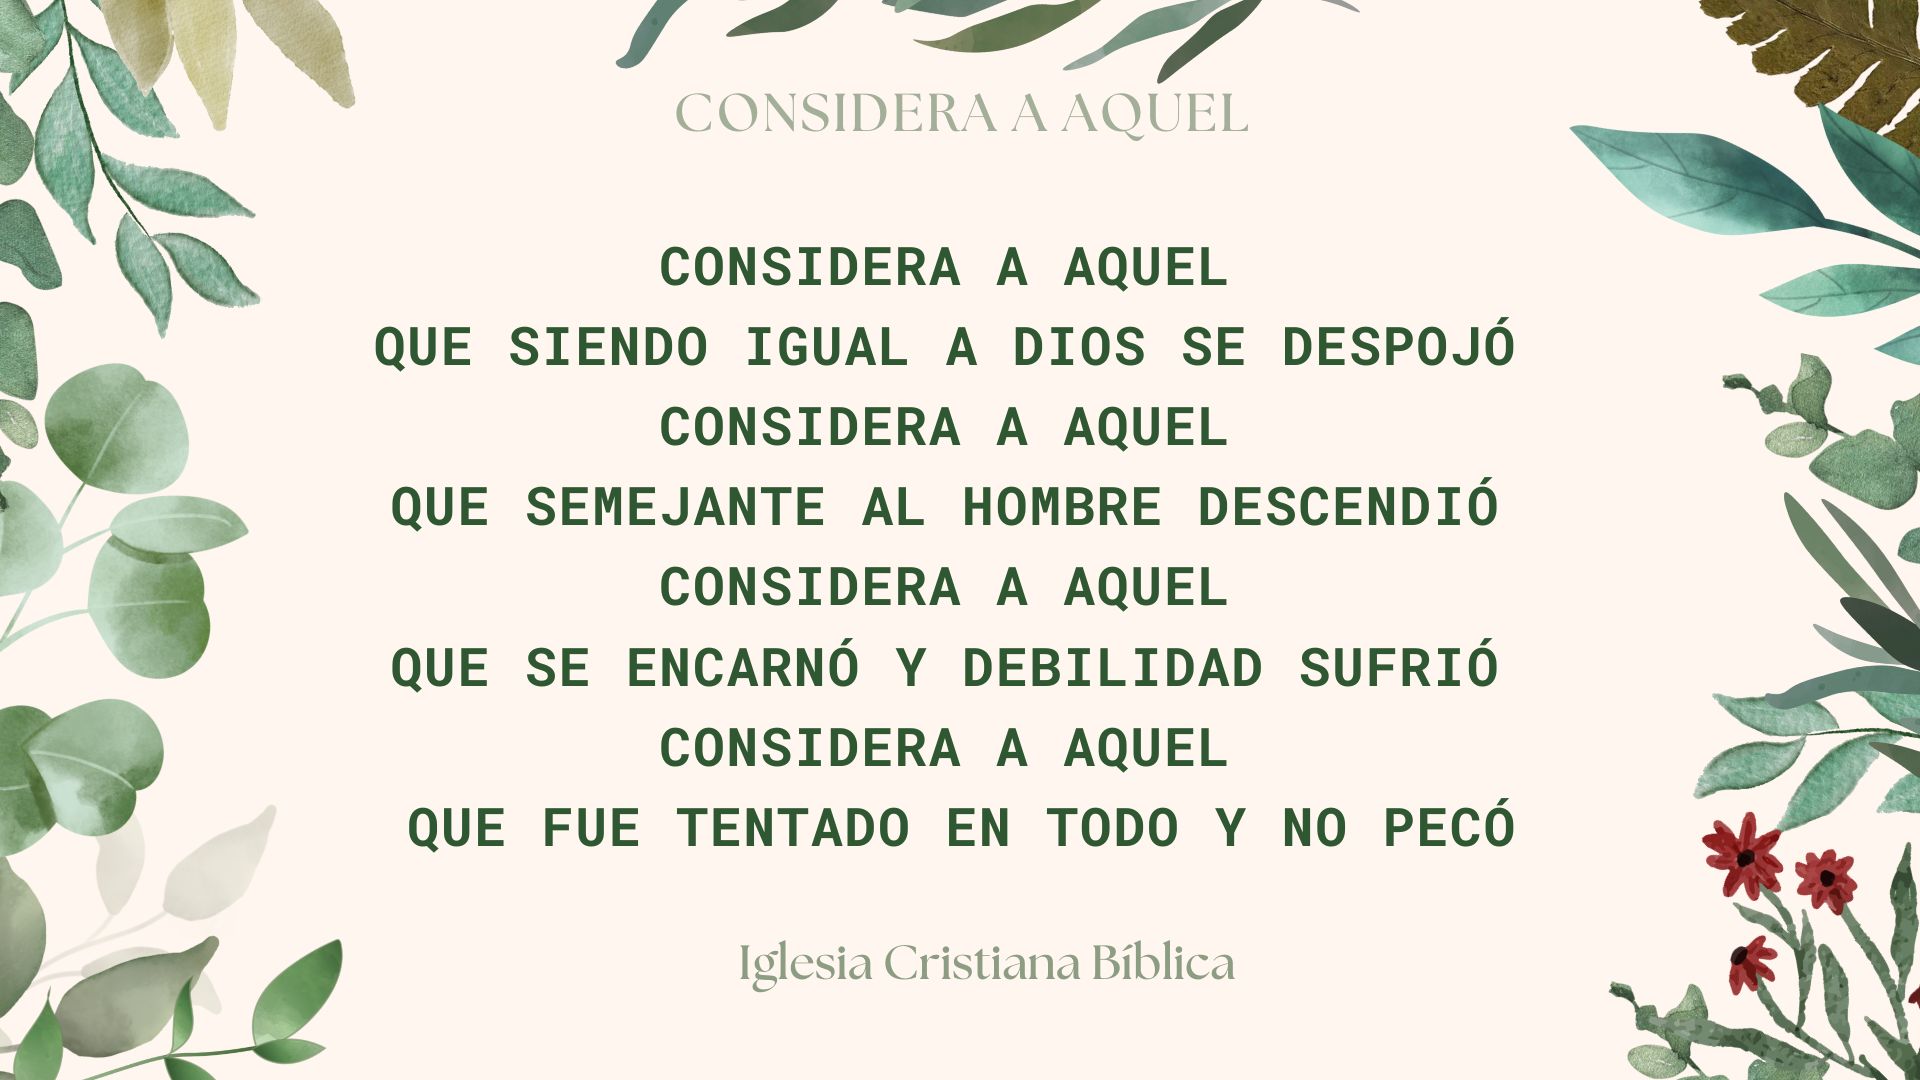 CONSIDERA A AQUEL
CONSIDERA A AQUEL
QUE SIENDO IGUAL A DIOS SE DESPOJÓ
CONSIDERA A AQUEL
QUE SEMEJANTE AL HOMBRE DESCENDIÓ
CONSIDERA A AQUEL
QUE SE ENCARNÓ Y DEBILIDAD SUFRIÓ
CONSIDERA A AQUEL
QUE FUE TENTADO EN TODO Y NO PECÓ
Iglesia Cristiana Bíblica